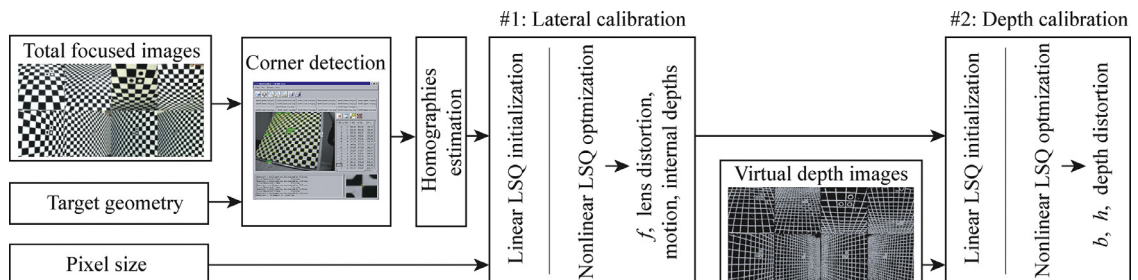 #1: Lateral calibration
#2: Depth calibration
Total focused images
Corner detection
Homographies
estimation
Linear LSQ initialization
Nonlinear LSQ optmization
f, lens distortion,
motion, internal depths
Target geometry
Pixel size
Virtual depth images
Linear LSQ initialization
Nonlinear LSQ optmization
b, h, depth distortion